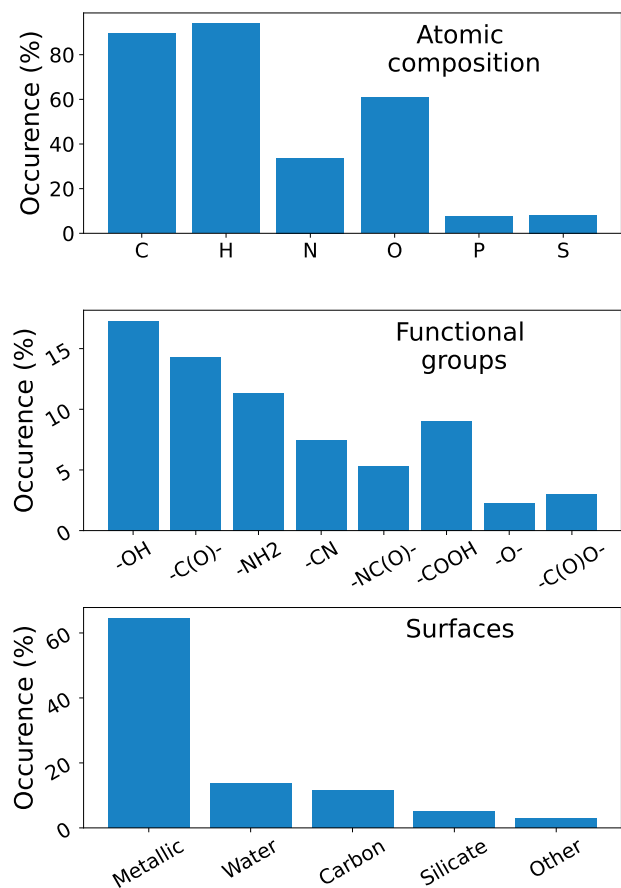 Atomic
composition
Occurence (%)
80
60
40
20
0
C H N O P S
Functional
groups
Occurence (%)
15
10
5
0
-OH -C(O)- -NH2 -CN -NC(O)- -COOH -O- -C(O)O-
Surfaces
Occurence (%)
60
40
20
0
Metallic Water Carbon Silicate Other